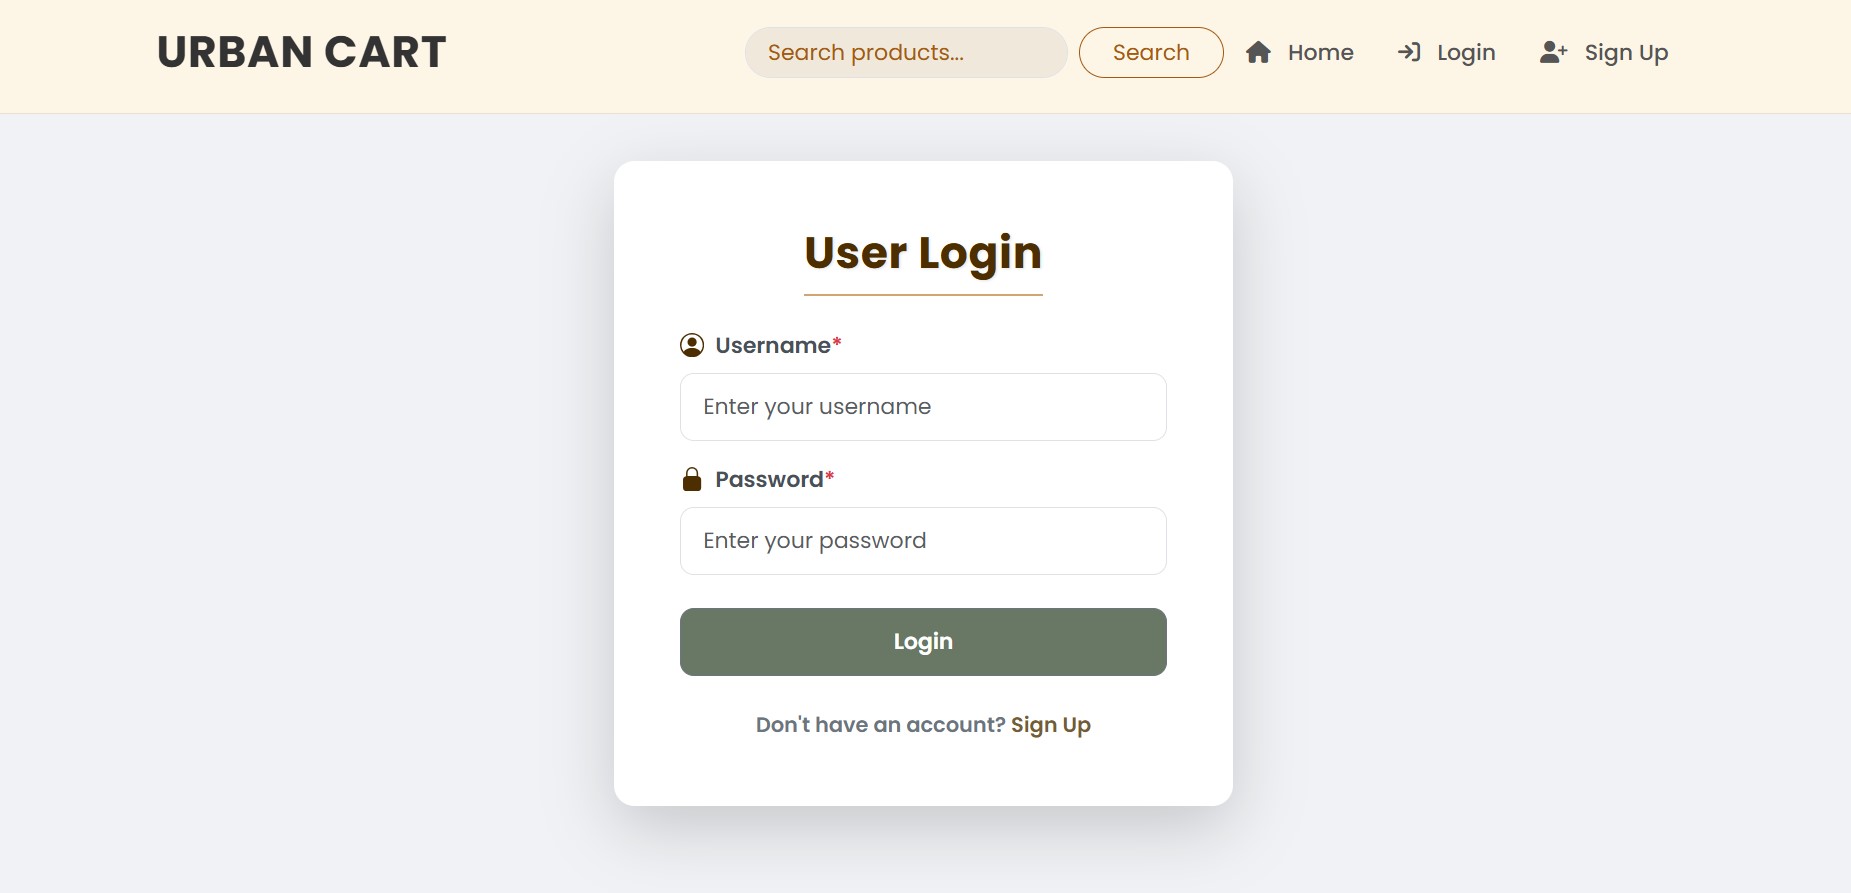 URBAN CART
Search products...
Search
Home
Login
Sign Up
User Login
Username*
Enter your username
Password*
Enter your password
Login
Don't have an account? Sign Up